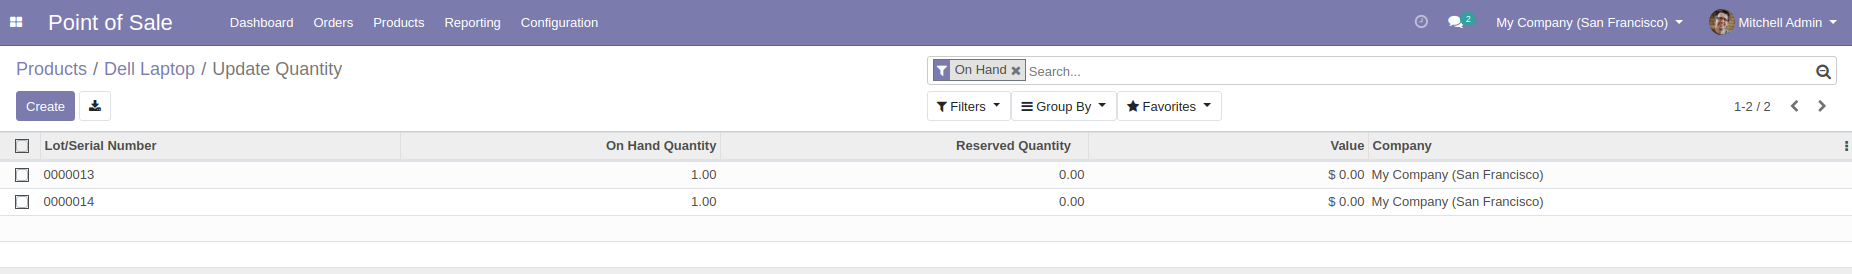 Point of Sale Dashboard Orders Products Reporting Configuration 2 My Company (San Francisco) Mitchell Admin
Products / Dell Laptop / Update Quantity On Hand Search...
Create Filters Group By Favorites 1-2 / 2
Lot/Serial Number On Hand Quantity Reserved Quantity Value Company
0000013 1.00 0.00 $ 0.00 My Company (San Francisco)
0000014 1.00 0.00 $ 0.00 My Company (San Francisco)